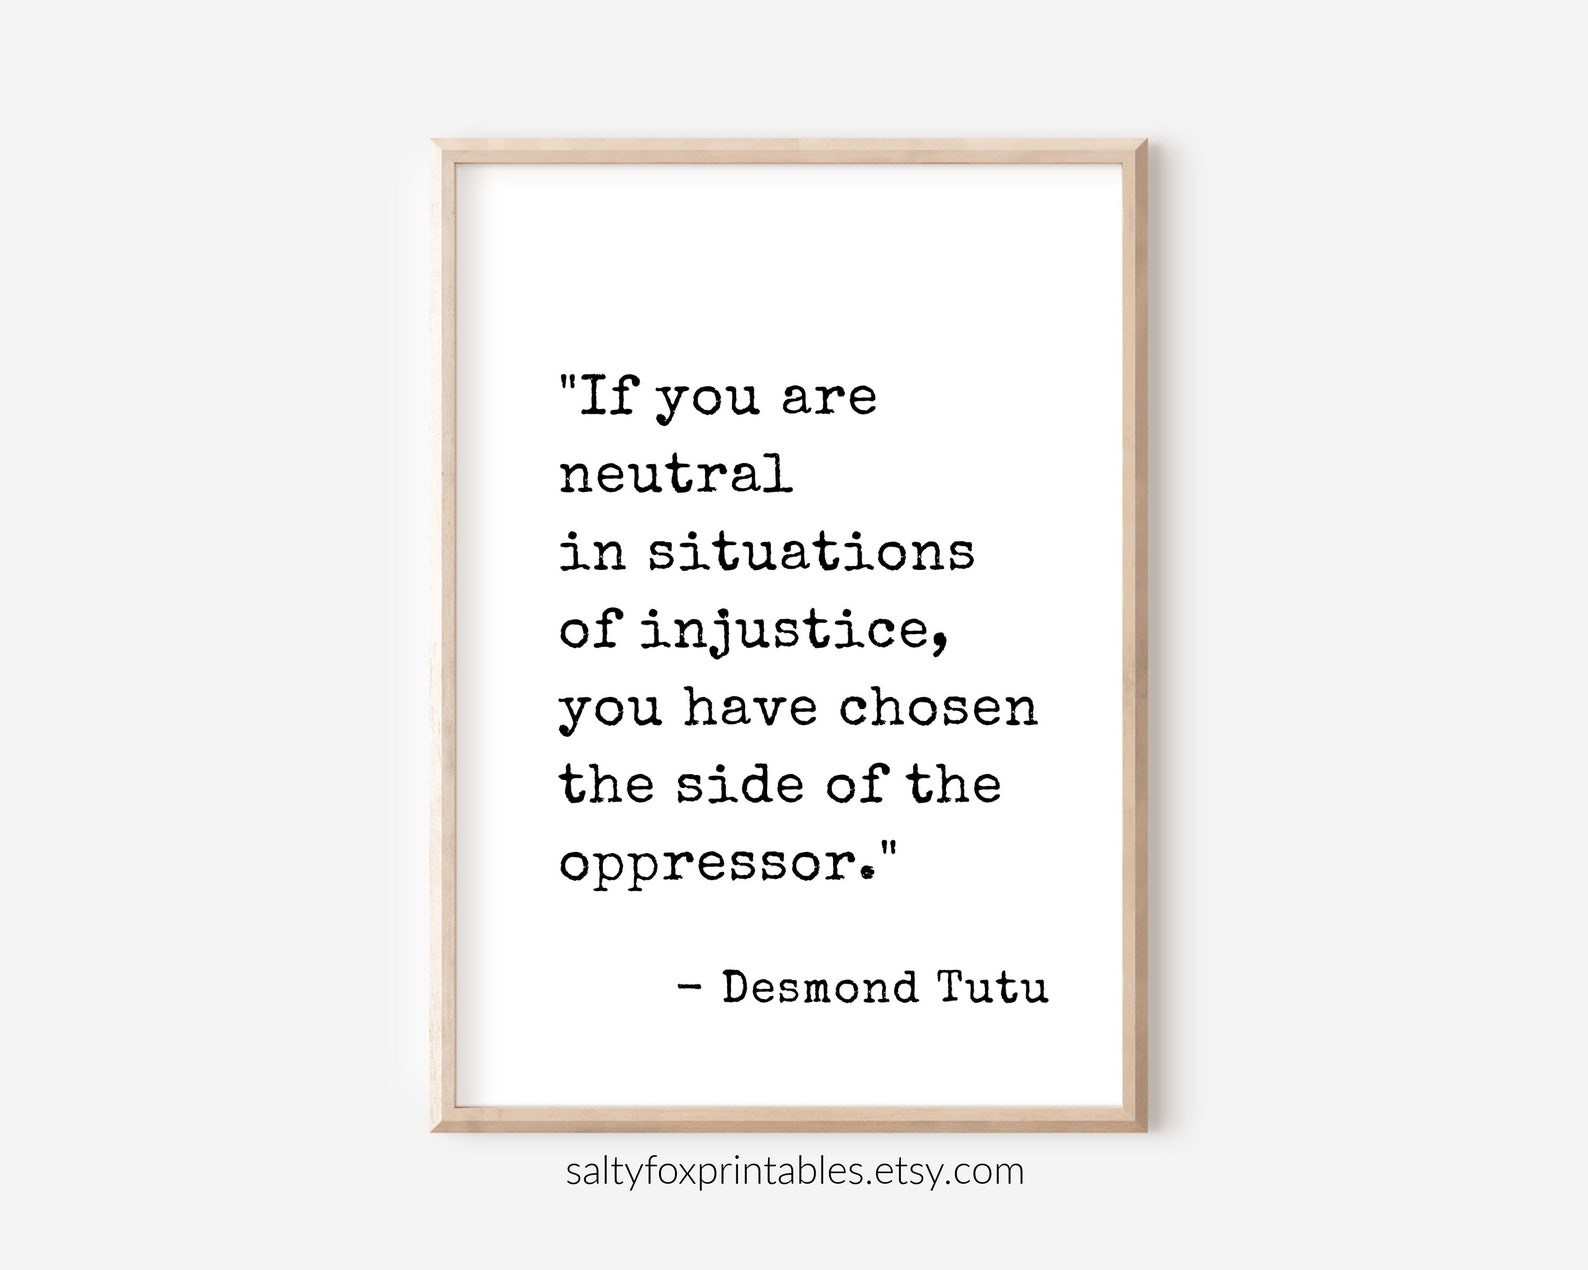 "If you are
neutral
in situations
of injustice,
you have chosen
the side of the
oppressor."
- Desmond Tutu
saltyfoxprintables.etsy.com